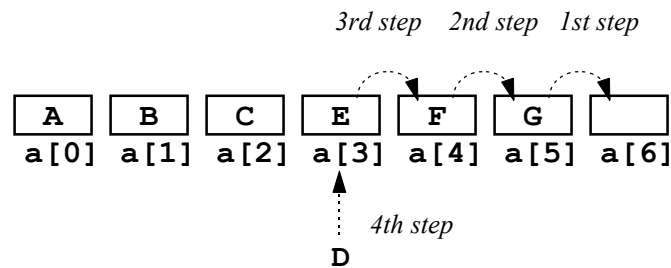 3rd step 2nd step 1st step
A B C E F G
a[0] a[1] a[2] a[3] a[4] a[5] a[6]
4th step
D